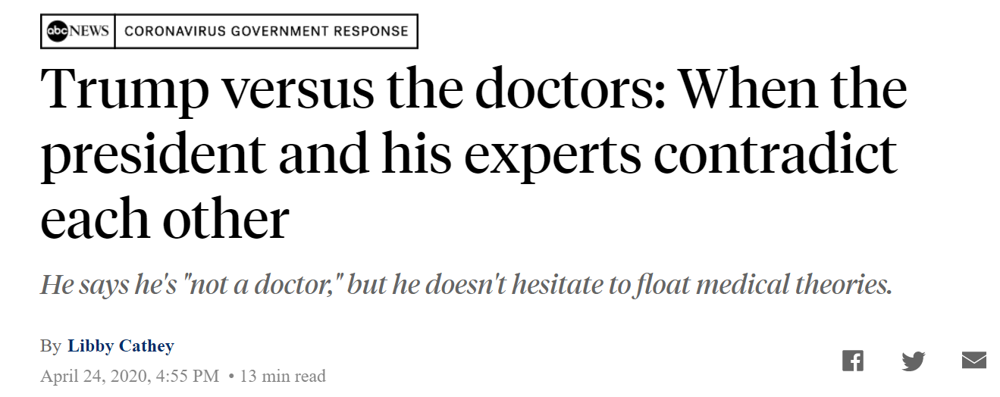 abc NEWS CORONAVIRUS GOVERNMENT RESPONSE
Trump versus the doctors: When the
president and his experts contradict
each other
He says he's "not a doctor," but he doesn't hesitate to float medical theories.
By Libby Cathey
April 24, 2020, 4:55 PM • 13 min read